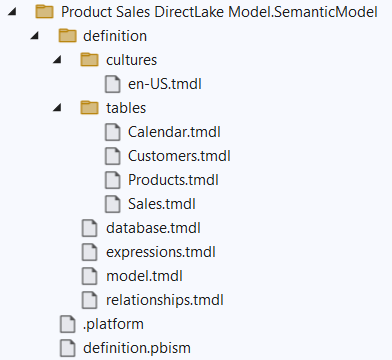 Product Sales DirectLake Model.SemanticModel
definition
cultures
en-US.tmdl
tables
Calendar.tmdl
Customers.tmdl
Products.tmdl
Sales.tmdl
database.tmdl
expressions.tmdl
model.tmdl
relationships.tmdl
.platform
definition.pbism